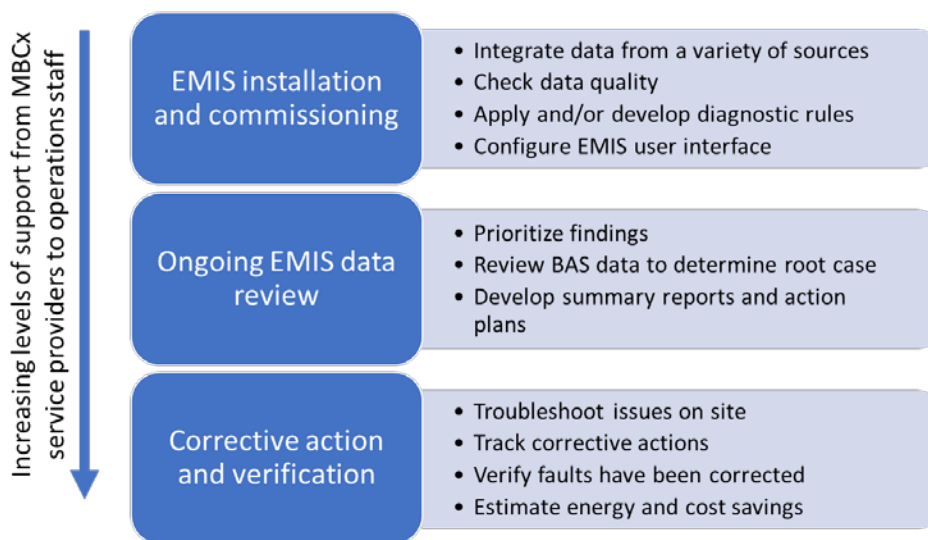 Increasing levels of support from MBCx
service providers to operations staff
EMIS installation
and commissioning
• Integrate data from a variety of sources
• Check data quality
• Apply and/or develop diagnostic rules
• Configure EMIS user interface
Ongoing EMIS data
review
• Prioritize findings
• Review BAS data to determine root case
• Develop summary reports and action
plans
Corrective action
and verification
• Troubleshoot issues on site
• Track corrective actions
• Verify faults have been corrected
• Estimate energy and cost savings